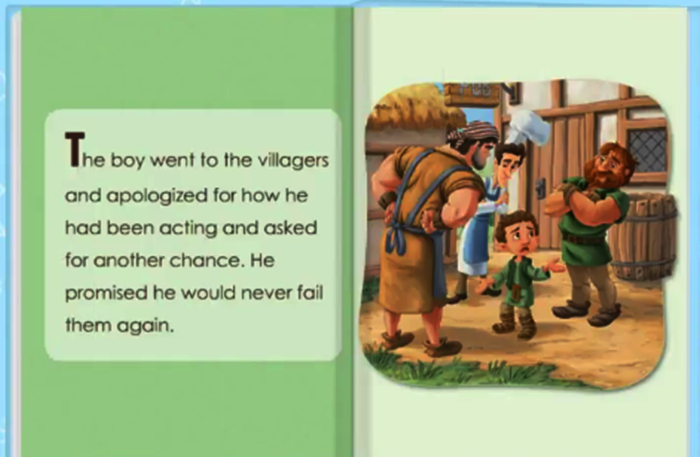 The boy went to the villagers
and apologized for how he
had been acting and asked
for another chance. He
promised he would never fail
them again.